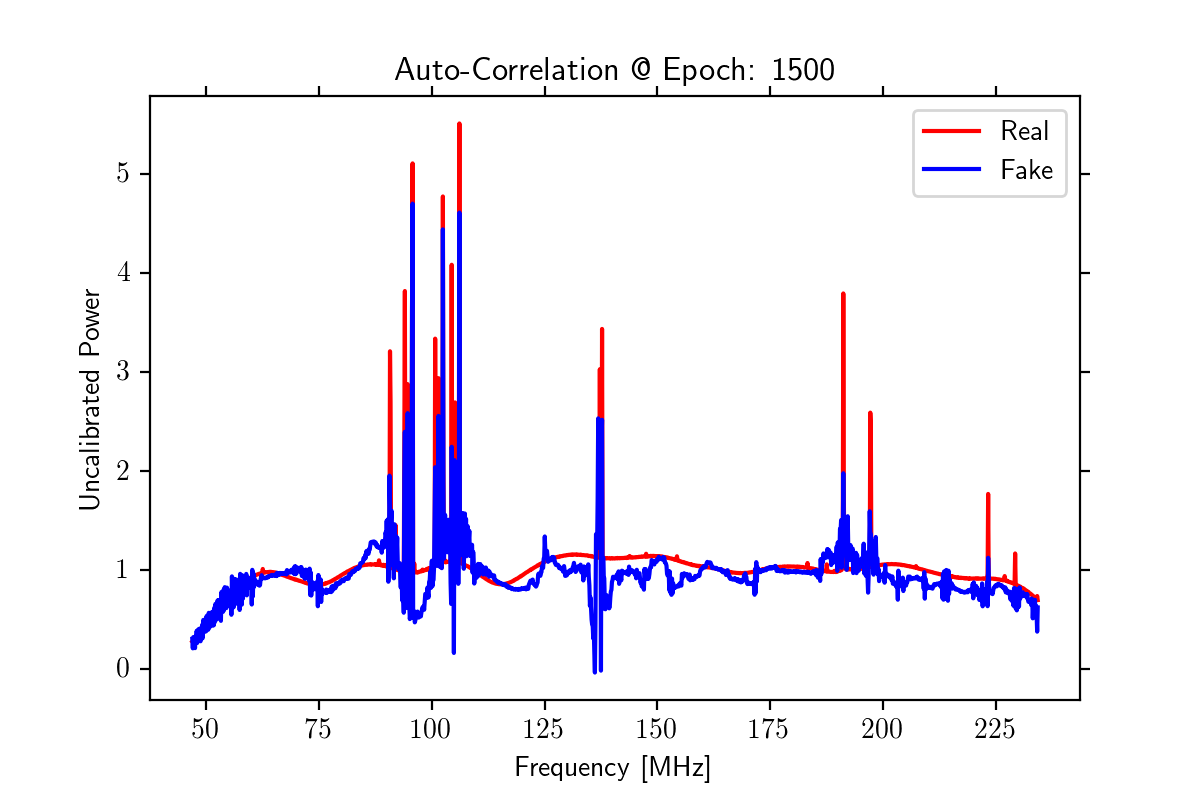 Auto-Correlation @ Epoch: 1500
Real
Fake
Uncalibrated Power
5
4
3
2
1
0
50 75 100 125 150 175 200 225
Frequency [MHz]